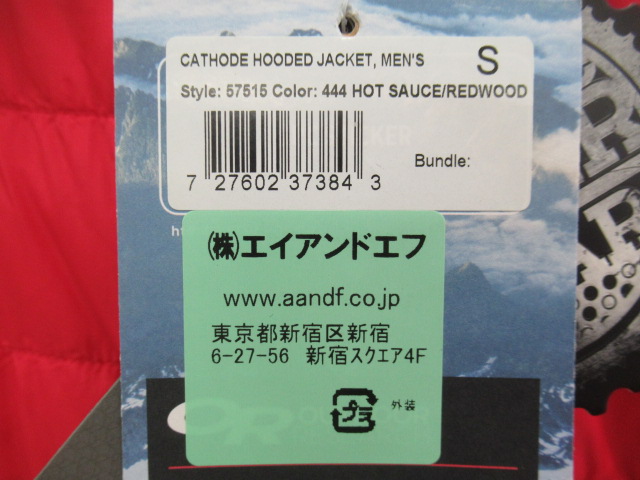 CATHODE HOODED JACKET, MEN'S S
Style: 57515 Color: 444 HOT SAUCE/REDWOOD
Bundle:
7 27602 37384 3
㈱エイアンドエフ
www.aandf.co.jp
東京都新宿区新宿
6-27-56 新宿スクエア4F
プラ 外装